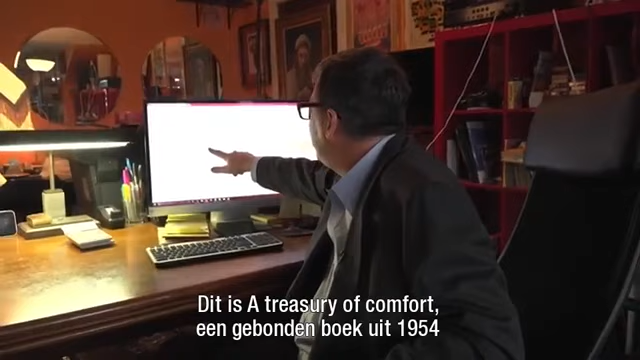 Dit is A treasury of comfort,
een gebonden boek uit 1954